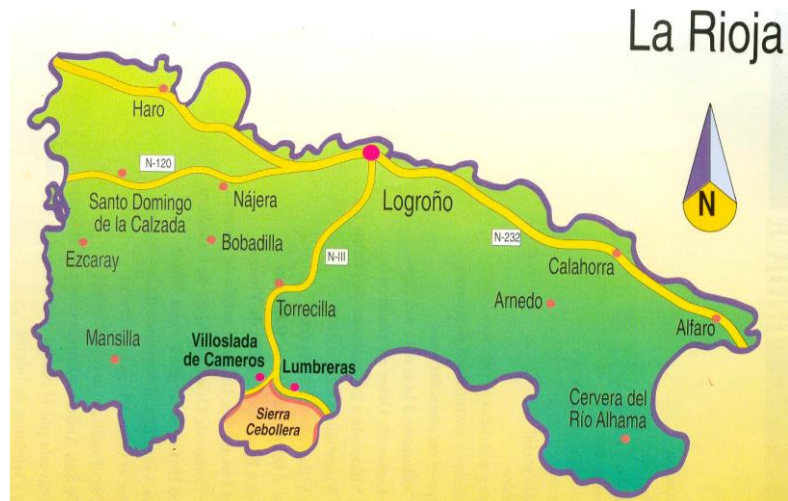 La Rioja
N
Haro
N-120
Santo Domingo
de la Calzada
Nájera
Logroño
Ezcaray
Bobadilla
N-III
N-232
Calahorra
Torrecilla
Arnedo
Alfaro
Mansilla
Villoslada
de Cameros
Lumbreras
Sierra
Cebollera
Cervera del
Río Alhama